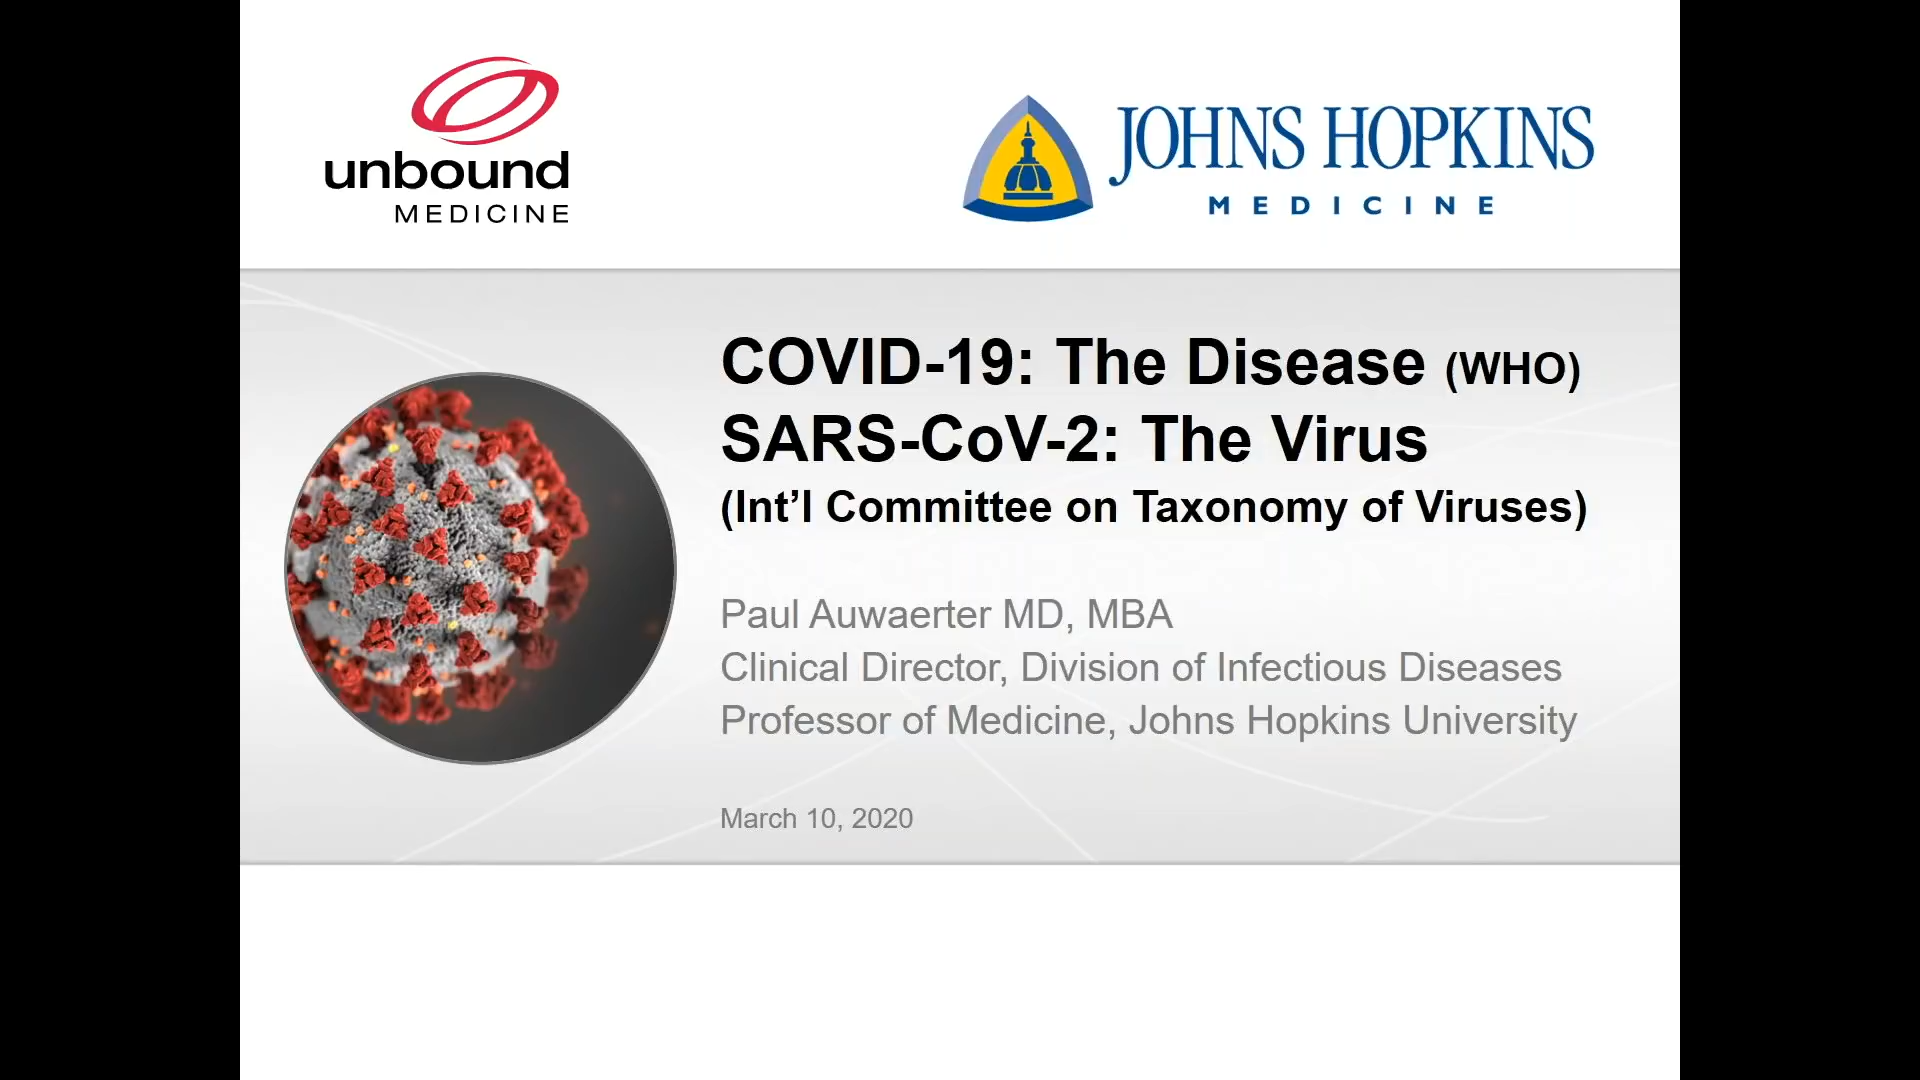 unbound
MEDICINE
JOHNS HOPKINS
MEDICINE
COVID-19: The Disease (WHO)
SARS-CoV-2: The Virus
(Int’l Committee on Taxonomy of Viruses)
Paul Auwaerter MD, MBA
Clinical Director, Division of Infectious Diseases
Professor of Medicine, Johns Hopkins University
March 10, 2020